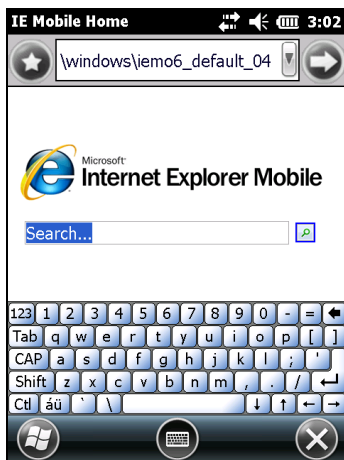 IE Mobile Home 3:02
\windows\iemo6_default_04
Microsoft
Internet Explorer Mobile
Search...
123 1 2 3 4 5 6 7 8 9 0 - =
Tab q w e r t y u i o p [ ]
CAP a s d f g h j k l ; '
Shift z x c v b n m , . /
Ctl áü ` \